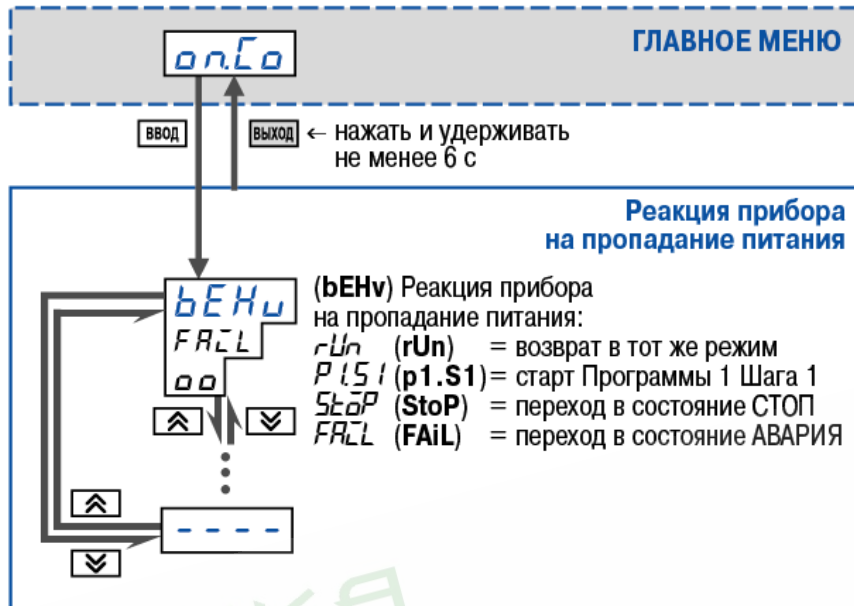 ГЛАВНОЕ МЕНЮ
on.Co
ввод
выход ← нажать и удерживать
не менее 6 с
Реакция прибора
на пропадание питания
bEHv
FAiL
oo
(bEHv) Реакция прибора
на пропадание питания:
rUn (rUn) = возврат в тот же режим
P1.S1 (p1.S1) = старт Программы 1 Шага 1
StoP (StoP) = переход в состояние СТОП
FAiL (FAiL) = переход в состояние АВАРИЯ
- - - -